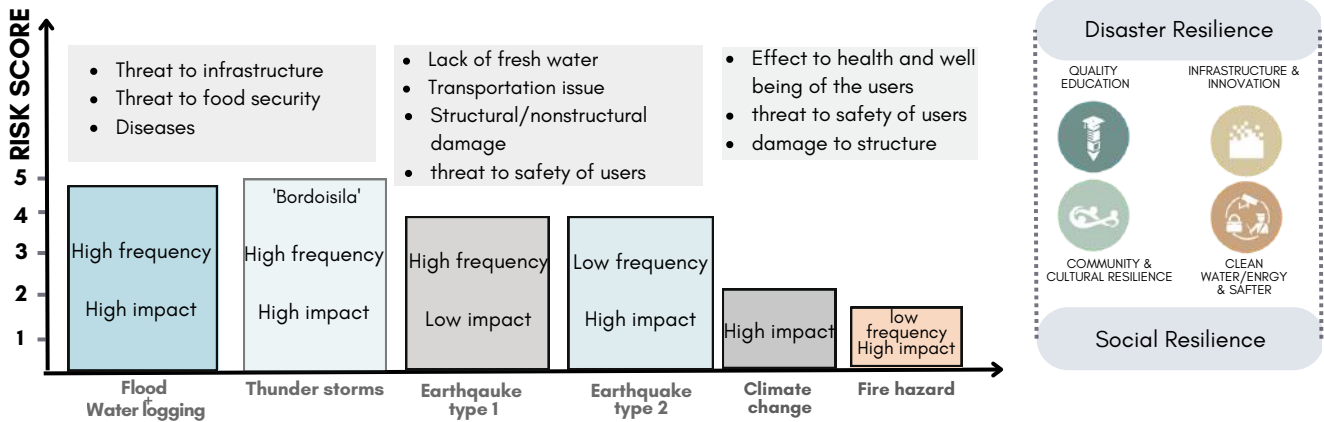 RISK SCORE
5
4
3
2
1
• Threat to infrastructure
• Threat to food security
• Diseases
• Lack of fresh water
• Transportation issue
• Structural/nonstructural
damage
• threat to safety of users
• Effect to health and well
being of the users
• threat to safety of users
• damage to structure
High frequency
High impact
'Bordoisila'
High frequency
High impact
High frequency
Low impact
Low frequency
High impact
High impact
low
frequency
High impact
Flood
+
Water logging
Thunder storms
Earthqauke
type 1
Earthquake
type 2
Climate
change
Fire hazard
Disaster Resilience
QUALITY
EDUCATION
INFRASTRUCTURE &
INNOVATION
COMMUNITY &
CULTURAL RESILIENCE
CLEAN
WATER/ENRGY
& SAFTER
Social Resilience